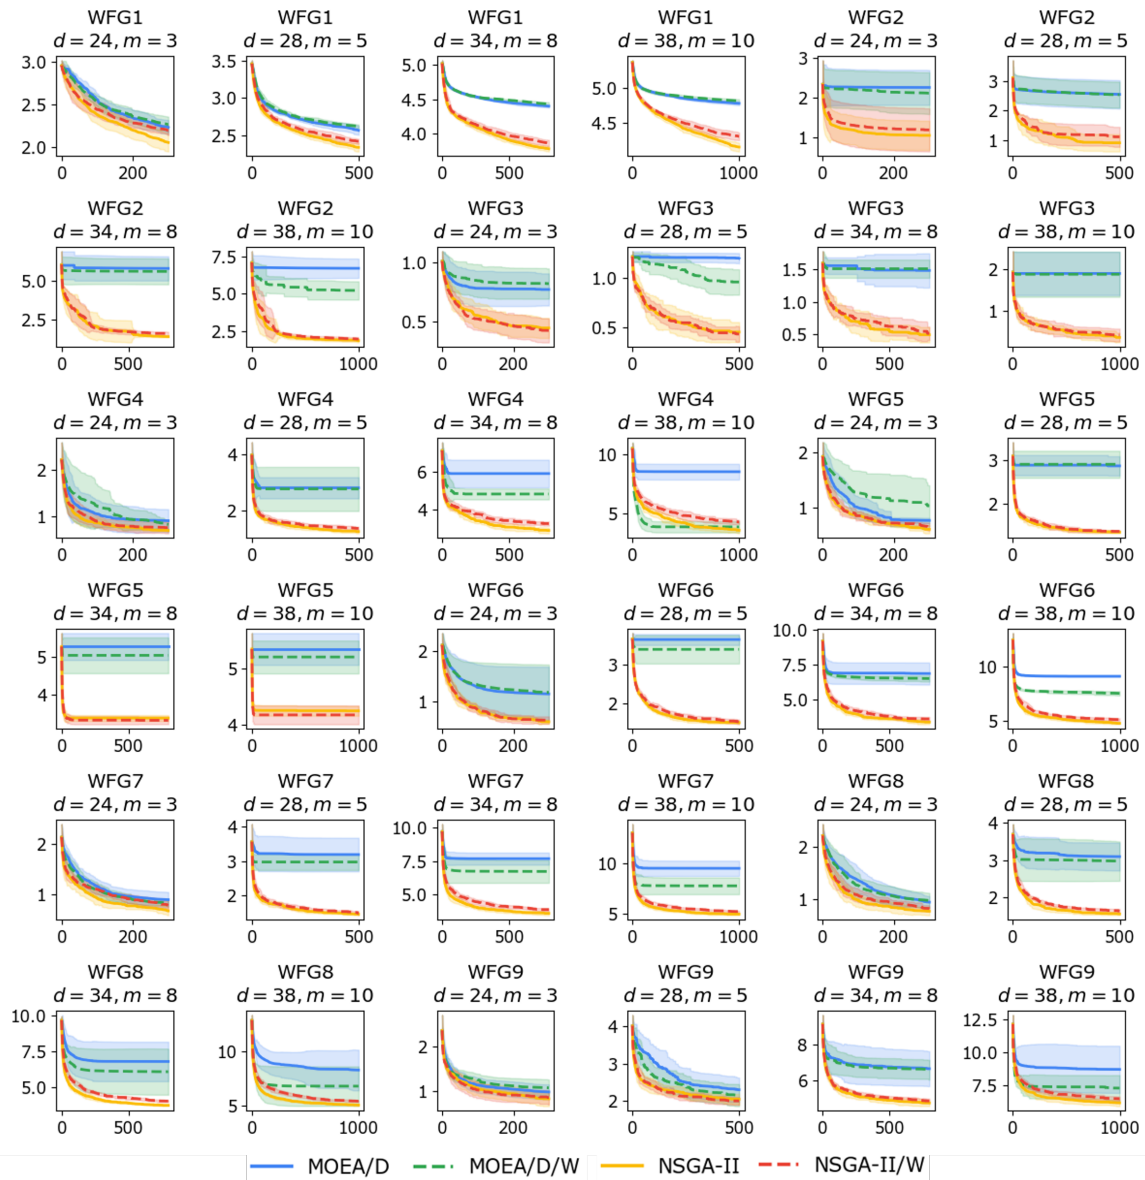 WFG1 WFG1 WFG1 WFG1 WFG2 WFG2
d = 24, m = 3 d = 28, m = 5 d = 34, m = 8 d = 38, m = 10 d = 24, m = 3 d = 28, m = 5
3.0 3.5 5.0 5.0 3 3
2.5 3.0 4.5 4.5 2 2
2.0 2.5 4.0 1 1
0 200 0 500 0 500 0 1000 0 200 0 500
WFG2 WFG2 WFG3 WFG3 WFG3 WFG3
d = 34, m = 8 d = 38, m = 10 d = 24, m = 3 d = 28, m = 5 d = 34, m = 8 d = 38, m = 10
5.0 7.5 1.0 1.0 1.5 2
2.5 5.0 0.5 0.5 1.0 1
2.5 0.5
0 500 0 1000 0 200 0 500 0 500 0 1000
WFG4 WFG4 WFG4 WFG4 WFG5 WFG5
d = 24, m = 3 d = 28, m = 5 d = 34, m = 8 d = 38, m = 10 d = 24, m = 3 d = 28, m = 5
2 4 6 10 2 3
1 2 4 5 1 2
0 200 0 500 0 500 0 1000 0 200 0 500
WFG5 WFG5 WFG6 WFG6 WFG6 WFG6
d = 34, m = 8 d = 38, m = 10 d = 24, m = 3 d = 28, m = 5 d = 34, m = 8 d = 38, m = 10
5 5 2 3 10.0 10
4 4 1 2 7.5 5
5.0
0 500 0 1000 0 200 0 500 0 500 0 1000
WFG7 WFG7 WFG7 WFG7 WFG8 WFG8
d = 24, m = 3 d = 28, m = 5 d = 34, m = 8 d = 38, m = 10 d = 24, m = 3 d = 28, m = 5
2 4 10.0 10 2 4
1 3 7.5 5 1 3
2 5.0 2
0 200 0 500 0 500 0 1000 0 200 0 500
WFG8 WFG8 WFG9 WFG9 WFG9 WFG9
d = 34, m = 8 d = 38, m = 10 d = 24, m = 3 d = 28, m = 5 d = 34, m = 8 d = 38, m = 10
10.0 10 2 4 8 12.5
7.5 5 1 3 6 10.0
5.0 2 7.5
0 500 0 1000 0 200 0 500 0 500 0 1000
MOEA/D MOEA/D/W NSGA-II NSGA-II/W